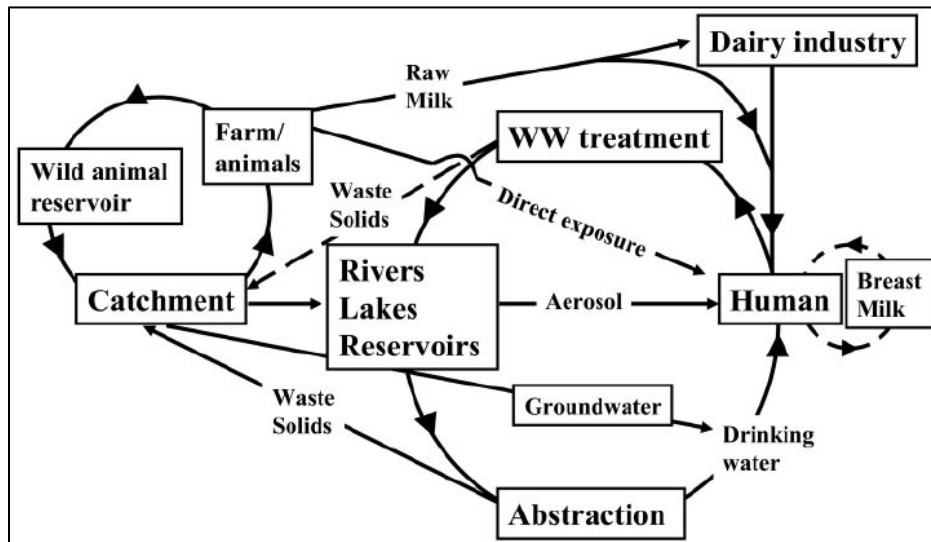 Dairy industry
Raw
Milk
Farm/
animals
WW treatment
Wild animal
reservoir
Waste
Solids
Direct exposure
Rivers
Lakes
Reservoirs
Catchment
Aerosol
Human
Breast
Milk
Waste
Solids
Groundwater
Drinking
water
Abstraction